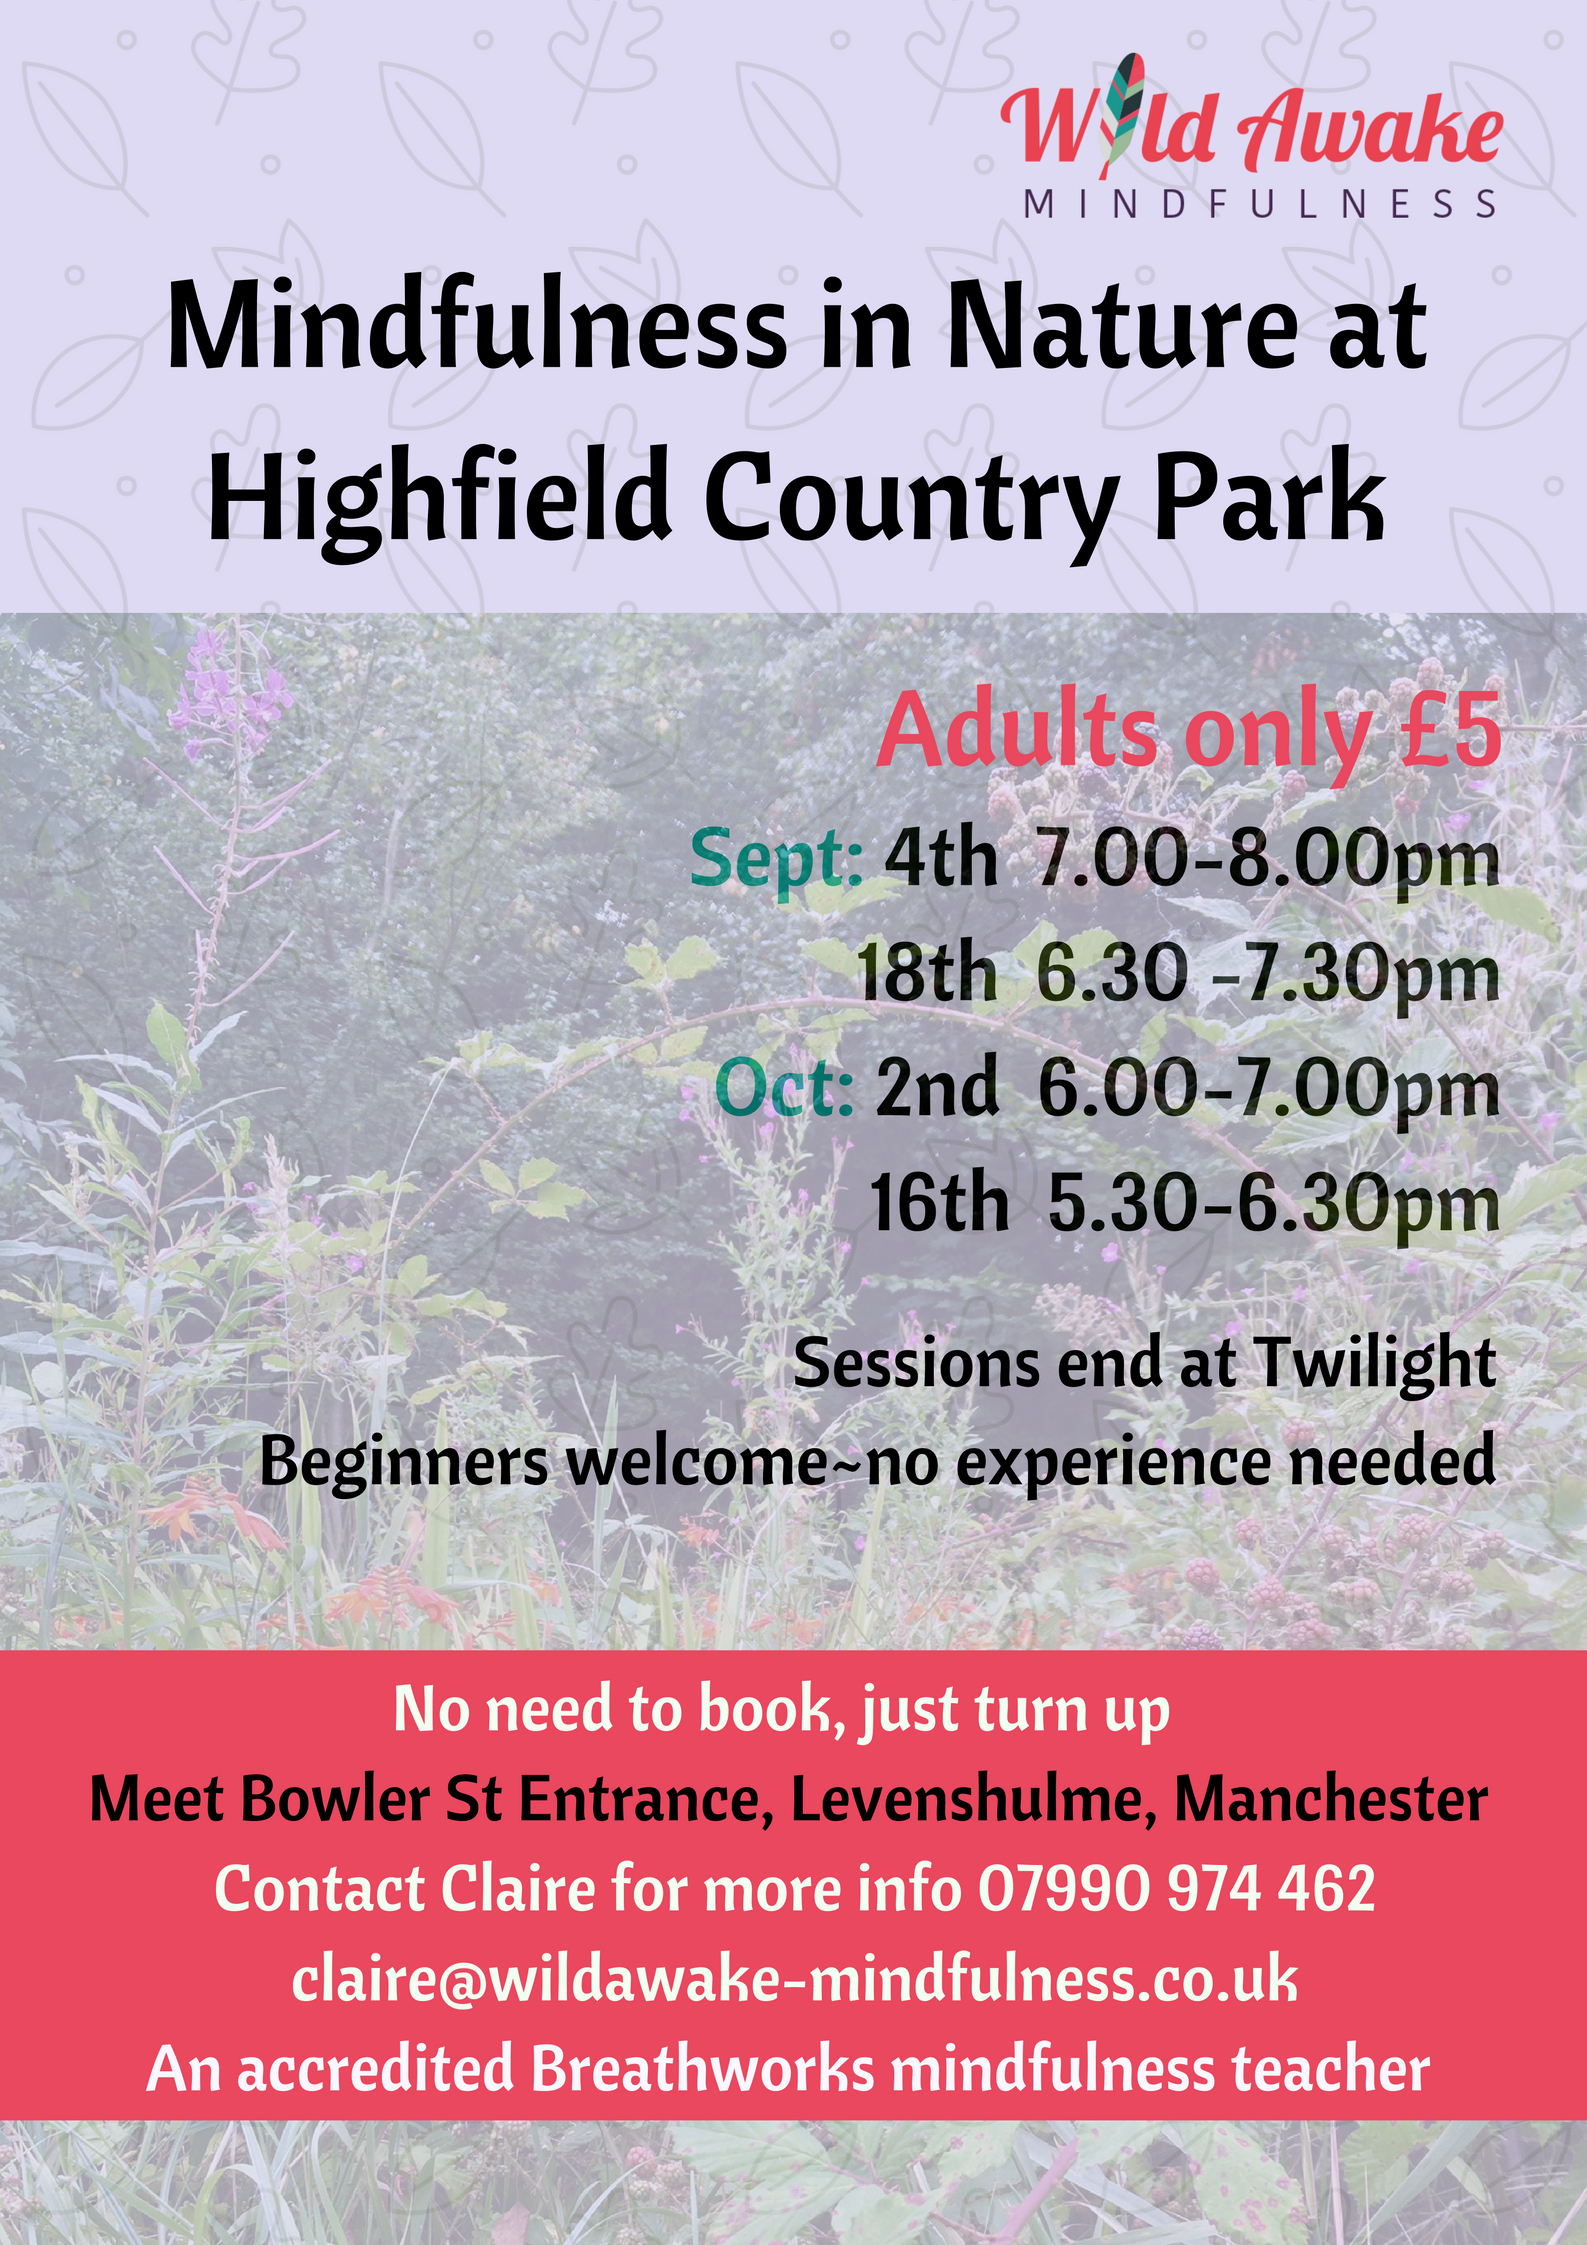 Wild Awake
MINDFULNESS
Mindfulness in Nature at
Highfield Country Park
Adults only £5
Sept: 4th 7.00-8.00pm
18th 6.30 -7.30pm
Oct: 2nd 6.00-7.00pm
16th 5.30-6.30pm
Sessions end at Twilight
Beginners welcome~no experience needed
No need to book, just turn up
Meet Bowler St Entrance, Levenshulme, Manchester
Contact Claire for more info 07990 974 462
claire@wildawake-mindfulness.co.uk
An accredited Breathworks mindfulness teacher